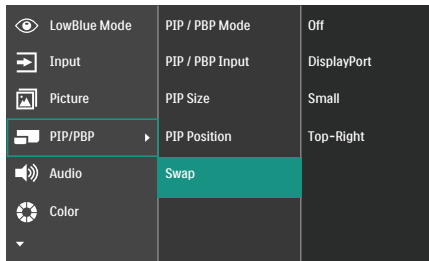 LowBlue Mode
Input
Picture
PIP/PBP
Audio
Color
PIP / PBP Mode
PIP / PBP Input
PIP Size
PIP Position
Swap
Off
DisplayPort
Small
Top-Right